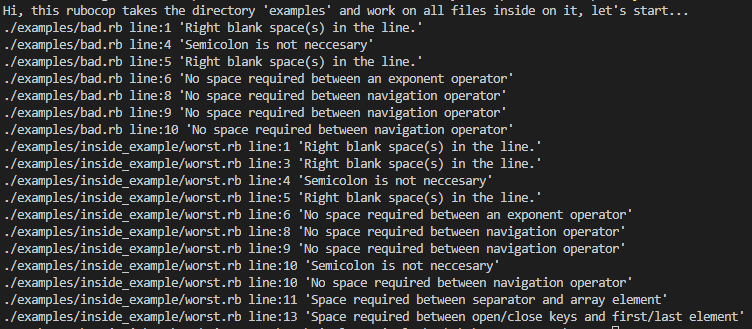 Hi, this rubocop takes the directory 'examples' and work on all files inside on it, let's start...
./examples/bad.rb line:1 'Right blank space(s) in the line.'
./examples/bad.rb line:4 'Semicolon is not neccesary'
./examples/bad.rb line:5 'Right blank space(s) in the line.'
./examples/bad.rb line:6 'No space required between an exponent operator'
./examples/bad.rb line:8 'No space required between navigation operator'
./examples/bad.rb line:9 'No space required between navigation operator'
./examples/bad.rb line:10 'No space required between navigation operator'
./examples/inside_example/worst.rb line:1 'Right blank space(s) in the line.'
./examples/inside_example/worst.rb line:3 'Right blank space(s) in the line.'
./examples/inside_example/worst.rb line:4 'Semicolon is not neccesary'
./examples/inside_example/worst.rb line:5 'Right blank space(s) in the line.'
./examples/inside_example/worst.rb line:6 'No space required between an exponent operator'
./examples/inside_example/worst.rb line:8 'No space required between navigation operator'
./examples/inside_example/worst.rb line:9 'No space required between navigation operator'
./examples/inside_example/worst.rb line:10 'Semicolon is not neccesary'
./examples/inside_example/worst.rb line:10 'No space required between navigation operator'
./examples/inside_example/worst.rb line:11 'Space required between separator and array element'
./examples/inside_example/worst.rb line:13 'Space required between open/close keys and first/last element'